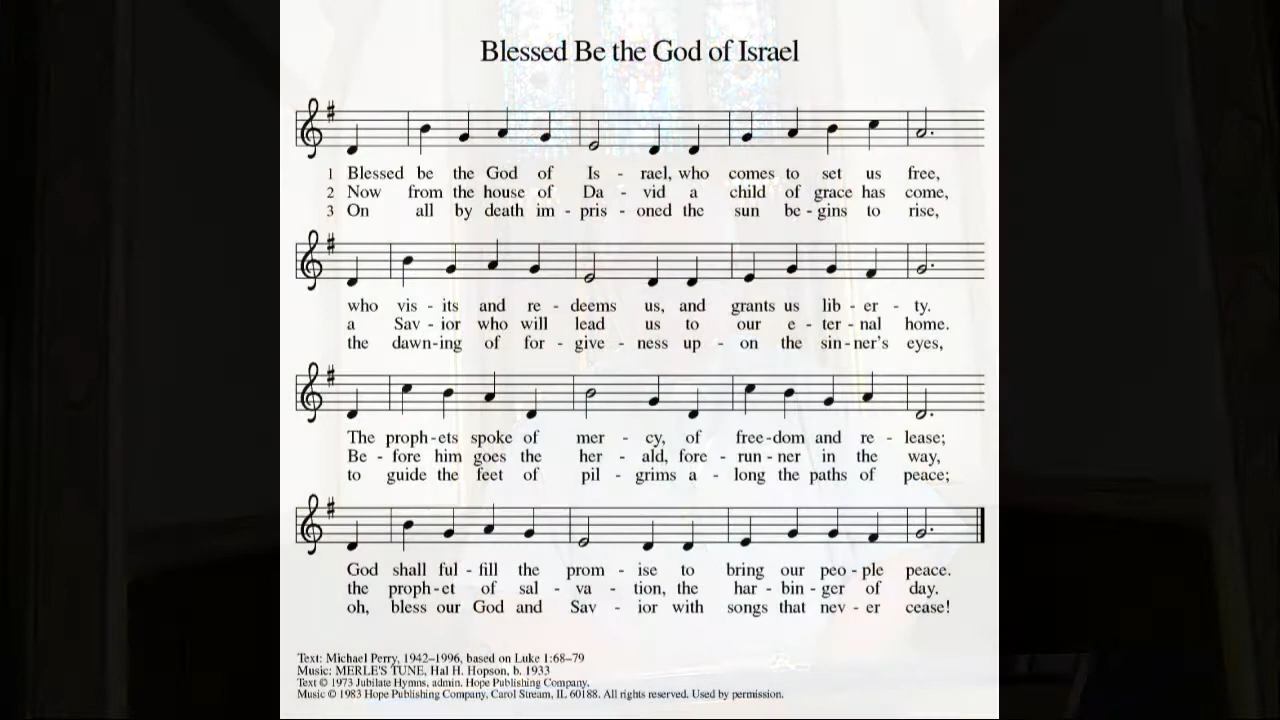 Blessed Be the God of Israel
1 Blessed be the God of Is - rael, who comes to set us free,
2 Now from the house of Da - vid a child of grace has come,
3 On all by death im - pris - oned the sun be - gins to rise,
who vis - its and re - deems us, and grants us lib - er - ty.
a Sav - ior who will lead us to our e - ter - nal home.
the dawn-ing of for - give - ness up - on the sin-ner's eyes,
The proph-ets spoke of mer - cy, of free-dom and re - lease;
Be - fore him goes the her - ald, fore - run - ner in the way,
to guide the feet of pil - grims a - long the paths of peace;
God shall ful - fill the prom - ise to bring our peo - ple peace.
the proph-et of sal - va - tion, the har - bin - ger of day.
oh, bless our God and Sav - ior with songs that nev - er cease!
Text: Michael Perry, 1942–1996, based on Luke 1:68–79
Music: MERLE'S TUNE, Hal H. Hopson, b. 1933
Text © 1973 Jubilate Hymns, admin. Hope Publishing Company.
Music © 1983 Hope Publishing Company, Carol Stream, IL 60188. All rights reserved. Used by permission.